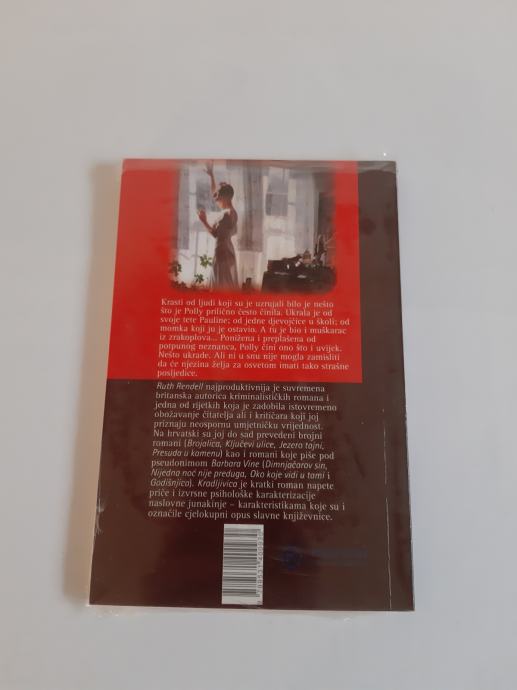 Krasti od ljudi koji su je uzrujali bilo je nešto
što je Polly prilično često činila. Ukrala je od
svoje tete Pauline; od jedne djevojčice u školi; od
momka koji ju je ostavio. A tu je bio i muškarac
iz zrakoplova... Ponižena i preplašena od
potpunog neznanca, Polly čini ono što i uvijek.
Nešto ukrade. Ali ni u snu nije mogla zamisliti
da će njezina želja za osvetom imati tako strašne
posljedice.
Ruth Rendell najproduktivnija je suvremena
britanska autorica kriminalističkih romana i
jedna od rijetkih koja je zadobila istovremeno
obožavanje čitatelja ali i kritičara koji joj
priznaju neospornu umjetničku vrijednost.
Na hrvatski su joj do sad prevedeni brojni
romani (Brojalica, Ključevi ulice, Jezero tajni,
Presuda u kamenu) kao i romani koje piše pod
pseudonimom Barbara Vine (Dimnjačarov sin,
Nijedna noć nije preduga, Oko koje vidi u tami i
Godišnjica). Kradljivica je kratki roman napete
priče i izvrsne psihološke karakterizacije
naslovne junakinje – karakteristikama koje su i
označile cjelokupni opus slavne književnice.